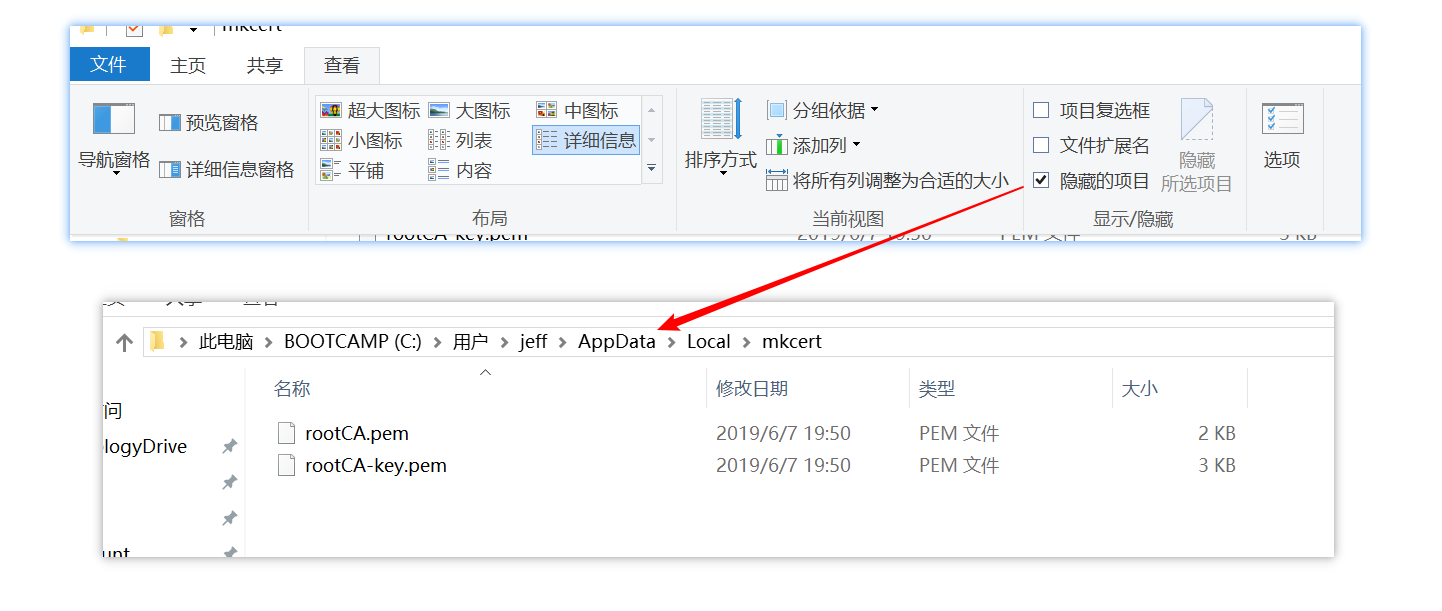 mkcert
文件 主页 共享 查看
超大图标 大图标 中图标 分组依据 项目复选框
预览窗格 小图标 列表 详细信息 添加列 文件扩展名
导航窗格 排序方式 隐藏 选项
详细信息窗格 平铺 内容 将所有列调整为合适的大小 隐藏的项目 所选项目
窗格 布局 当前视图 显示/隐藏
rootCA-key.pem 2019/6/7 19:50 PEM 文件 3 KB
共享 查看
此电脑 BOOTCAMP (C:) 用户 jeff AppData Local mkcert
名称 修改日期 类型 大小
问
rootCA.pem 2019/6/7 19:50 PEM 文件 2 KB
logyDrive
rootCA-key.pem 2019/6/7 19:50 PEM 文件 3 KB
unt